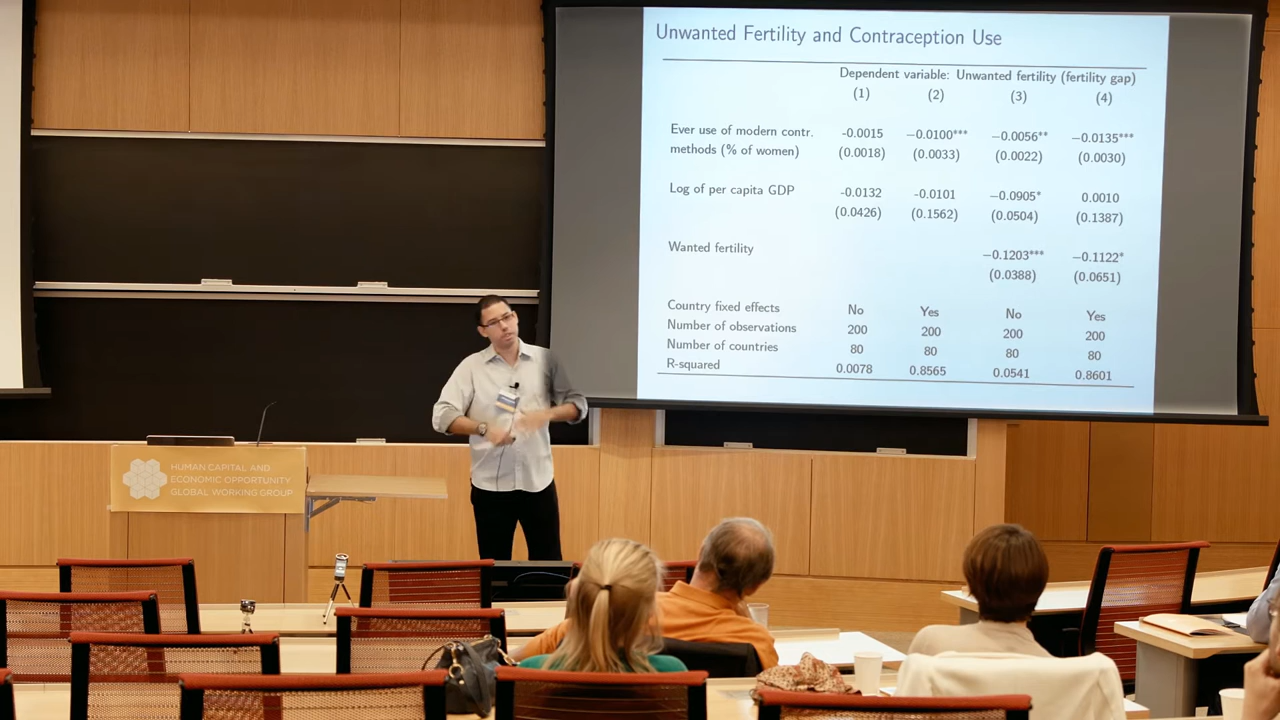 Unwanted Fertility and Contraception Use
Dependent variable: Unwanted fertility (fertility gap)
(1) (2) (3) (4)
Ever use of modern contr. -0.0015 −0.0100*** −0.0056** −0.0135***
methods (% of women) (0.0018) (0.0033) (0.0022) (0.0030)
Log of per capita GDP -0.0132 -0.0101 −0.0905* 0.0010
(0.0426) (0.1562) (0.0504) (0.1387)
Wanted fertility −0.1203*** −0.1122*
(0.0388) (0.0651)
Country fixed effects No Yes No Yes
Number of observations 200 200 200 200
Number of countries 80 80 80 80
R-squared 0.0078 0.8565 0.0541 0.8601
HUMAN CAPITAL AND
ECONOMIC OPPORTUNITY
GLOBAL WORKING GROUP